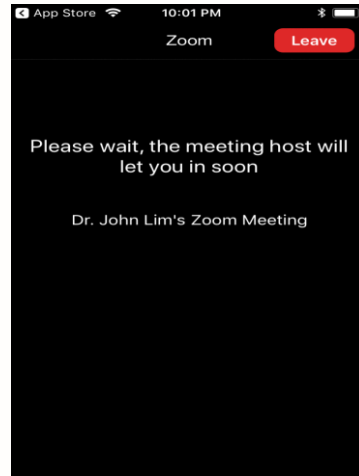 App Store 10:01 PM
Zoom Leave
Please wait, the meeting host will
let you in soon
Dr. John Lim's Zoom Meeting